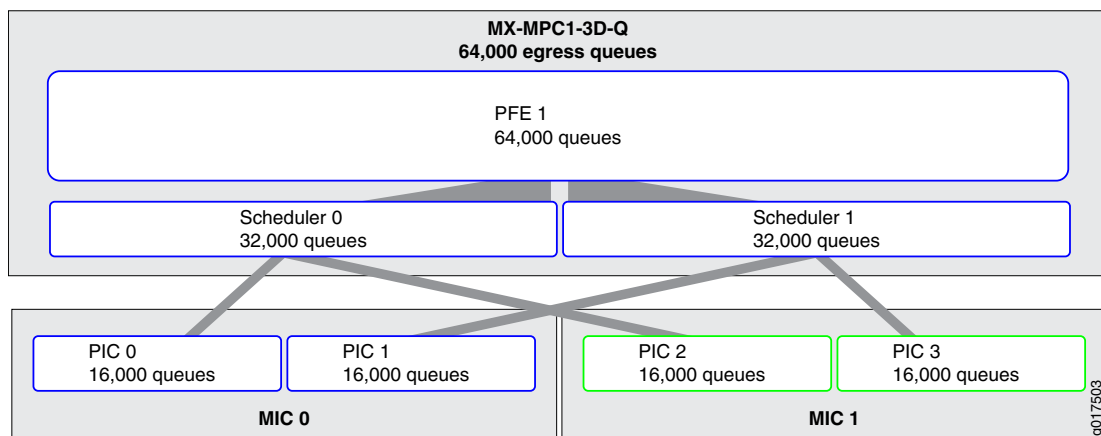 MX-MPC1-3D-Q
64,000 egress queues
PFE 1
64,000 queues
Scheduler 0
32,000 queues
Scheduler 1
32,000 queues
PIC 0
16,000 queues
PIC 1
16,000 queues
PIC 2
16,000 queues
PIC 3
16,000 queues
MIC 0
MIC 1
g017503